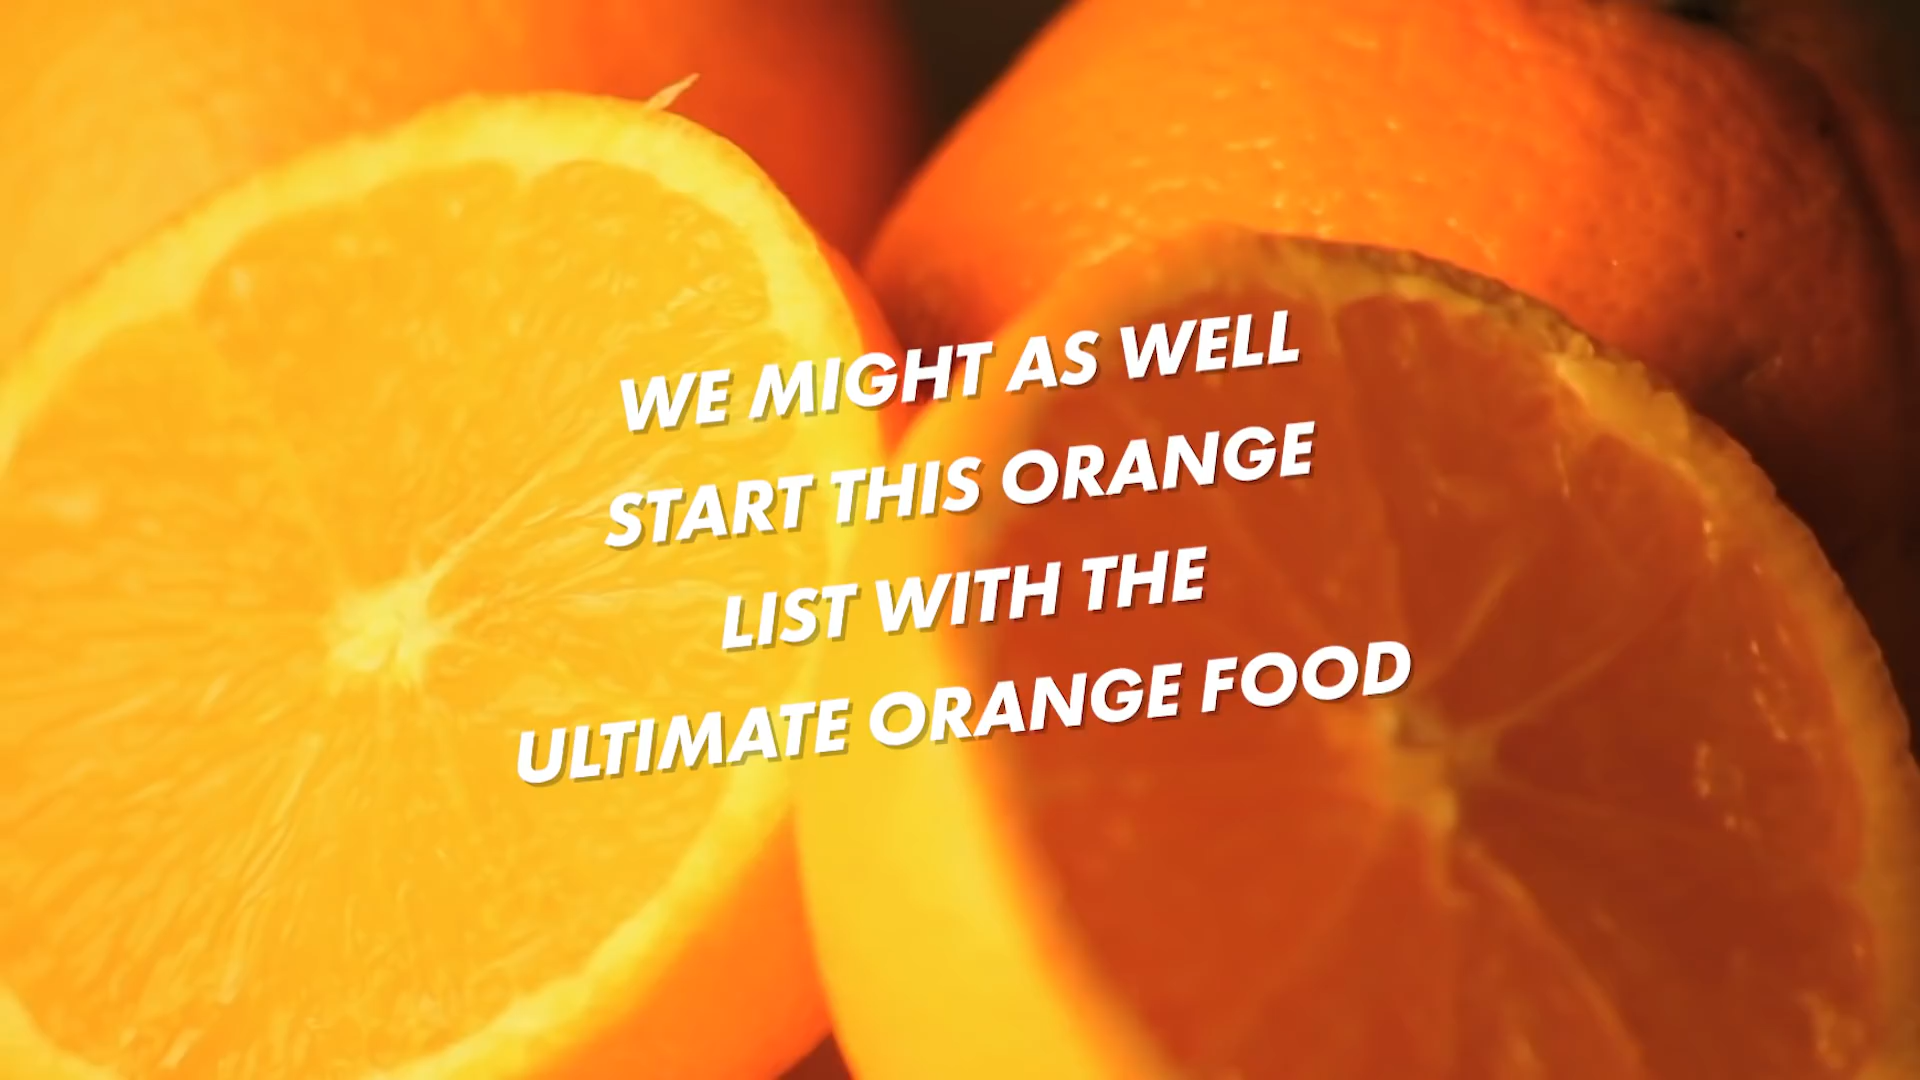 WE MIGHT AS WELL
START THIS ORANGE
LIST WITH THE
ULTIMATE ORANGE FOOD